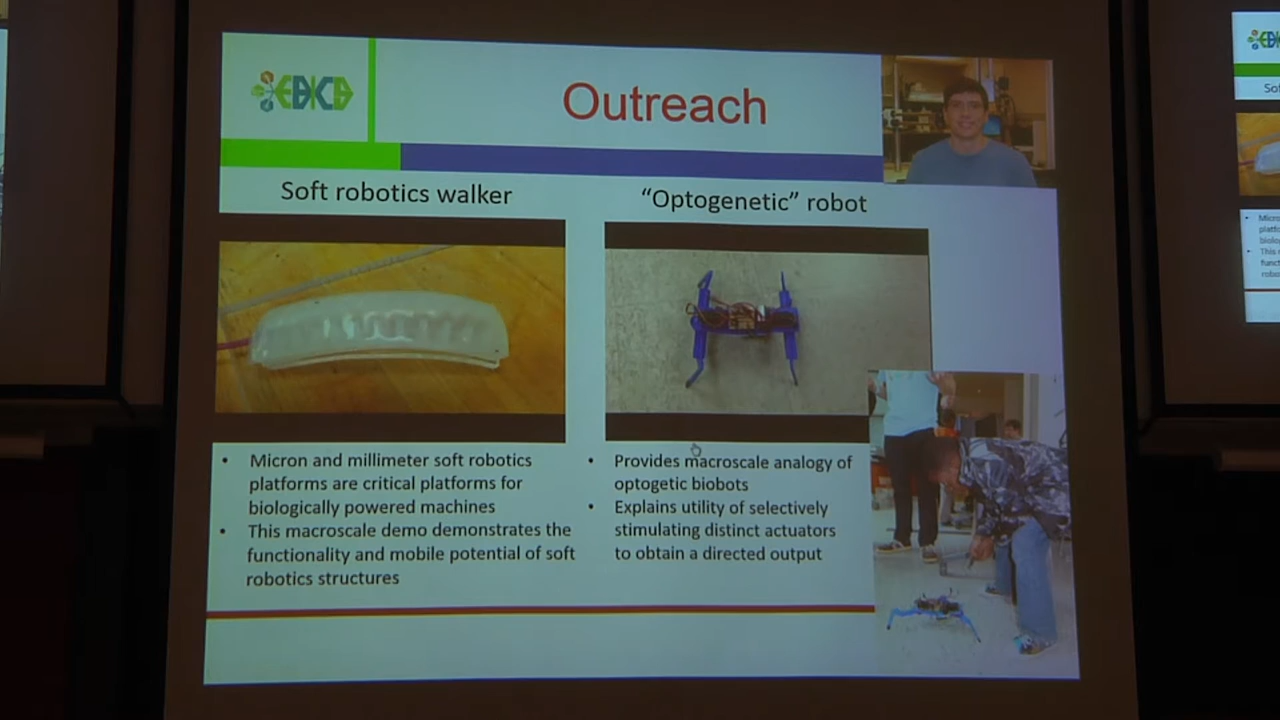 EBICS
Outreach
Soft robotics walker
"Optogenetic" robot
• Micron and millimeter soft robotics
platforms are critical platforms for
biologically powered machines
• This macroscale demo demonstrates the
functionality and mobile potential of soft
robotics structures
• Provides macroscale analogy of
optogetic biobots
• Explains utility of selectively
stimulating distinct actuators
to obtain a directed output